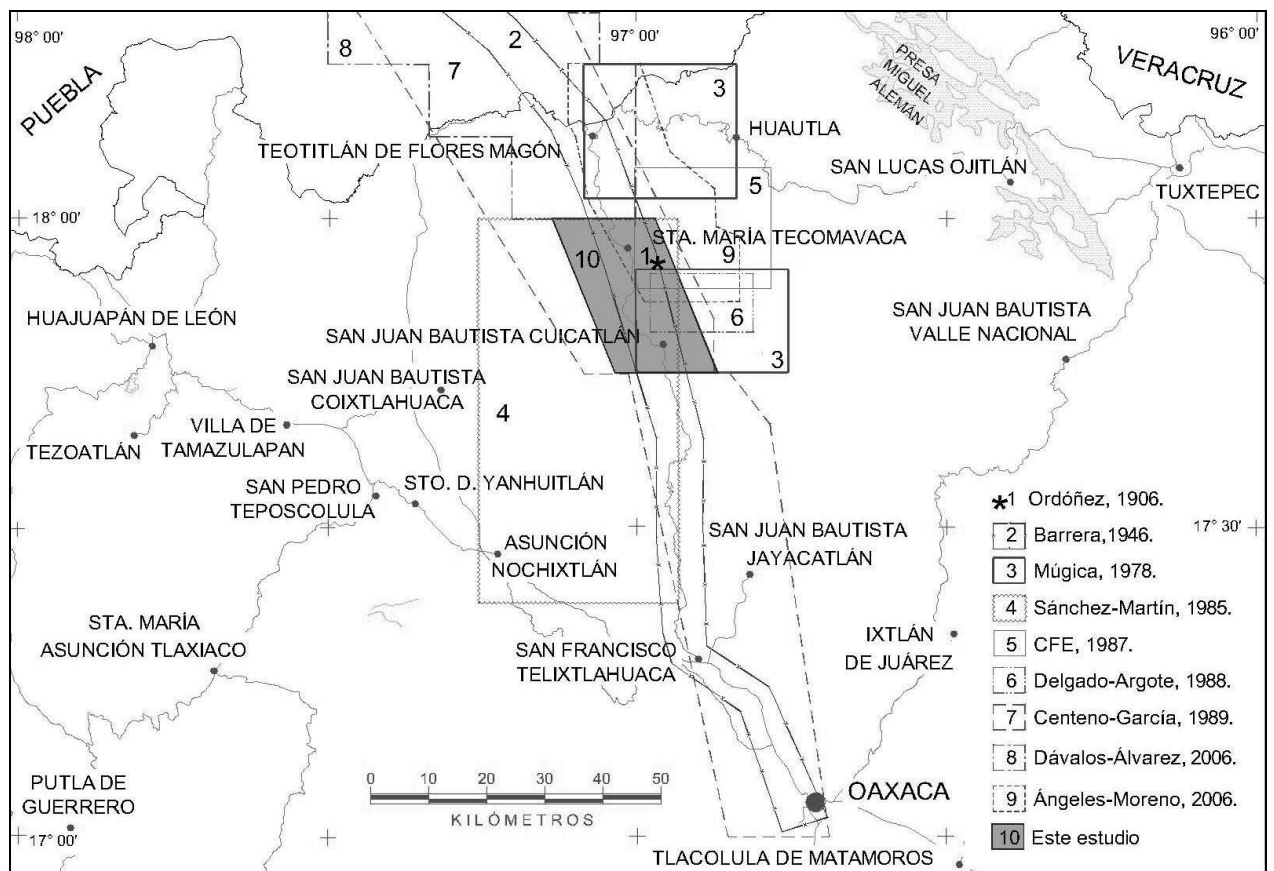 98° 00'
97° 00'
96° 00'
8
7
2
3
PUEBLA
PRESA
MIGUEL
ALEMÁN
VERACRUZ
HUAUTLA
TEOTITLÁN DE FLORES MAGÓN
SAN LUCAS OJITLÁN
5
TUXTEPEC
18° 00'
STA. MARÍA TECOMAVACA
10
1
*
9
HUAJUAPÁN DE LEÓN
SAN JUAN BAUTISTA
VALLE NACIONAL
6
SAN JUAN BAUTISTA CUICATLÁN
3
SAN JUAN BAUTISTA
COIXTLAHUACA
4
VILLA DE
TAMAZULAPAN
TEZOATLÁN
SAN PEDRO
TEPOSCOLULA
STO. D. YANHUITLÁN
17° 30'
ASUNCIÓN
NOCHIXTLÁN
SAN JUAN BAUTISTA
JAYACATLÁN
STA. MARÍA
ASUNCIÓN TLAXIACO
SAN FRANCISCO
TELIXTLAHUACA
IXTLÁN
DE JUÁREZ
PUTLA DE
GUERRERO
0 10 20 30 40 50
KILÓMETROS
OAXACA
17° 00'
TLACOLULA DE MATAMOROS
*1 Ordóñez, 1906.
2 Barrera,1946.
3 Múgica, 1978.
4 Sánchez-Martín, 1985.
5 CFE, 1987.
6 Delgado-Argote, 1988.
7 Centeno-García, 1989.
8 Dávalos-Álvarez, 2006.
9 Ángeles-Moreno, 2006.
10 Este estudio